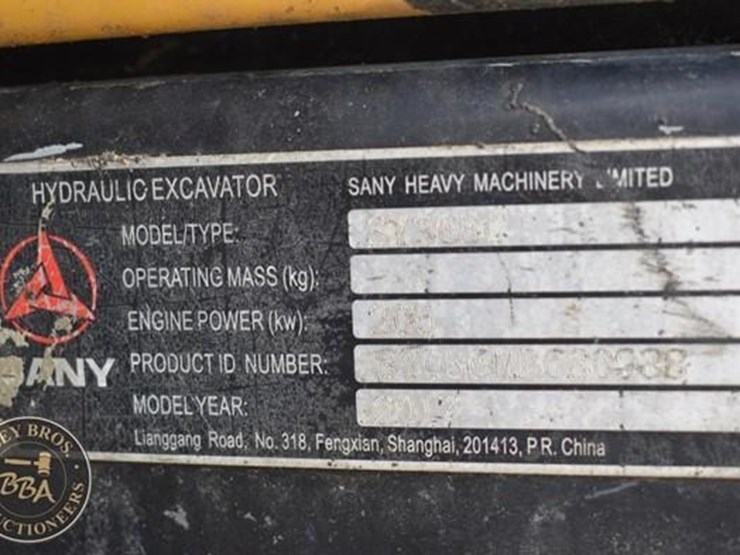 HYDRAULIC EXCAVATOR
SANY HEAVY MACHINERY LIMITED
MODEL/TYPE:
OPERATING MASS (kg):
ENGINE POWER (kw):
SANY
PRODUCT ID NUMBER:
MODEL YEAR:
Lianggang Road, No. 318, Fengxian, Shanghai, 201413, P.R. China
BROS.
BBA